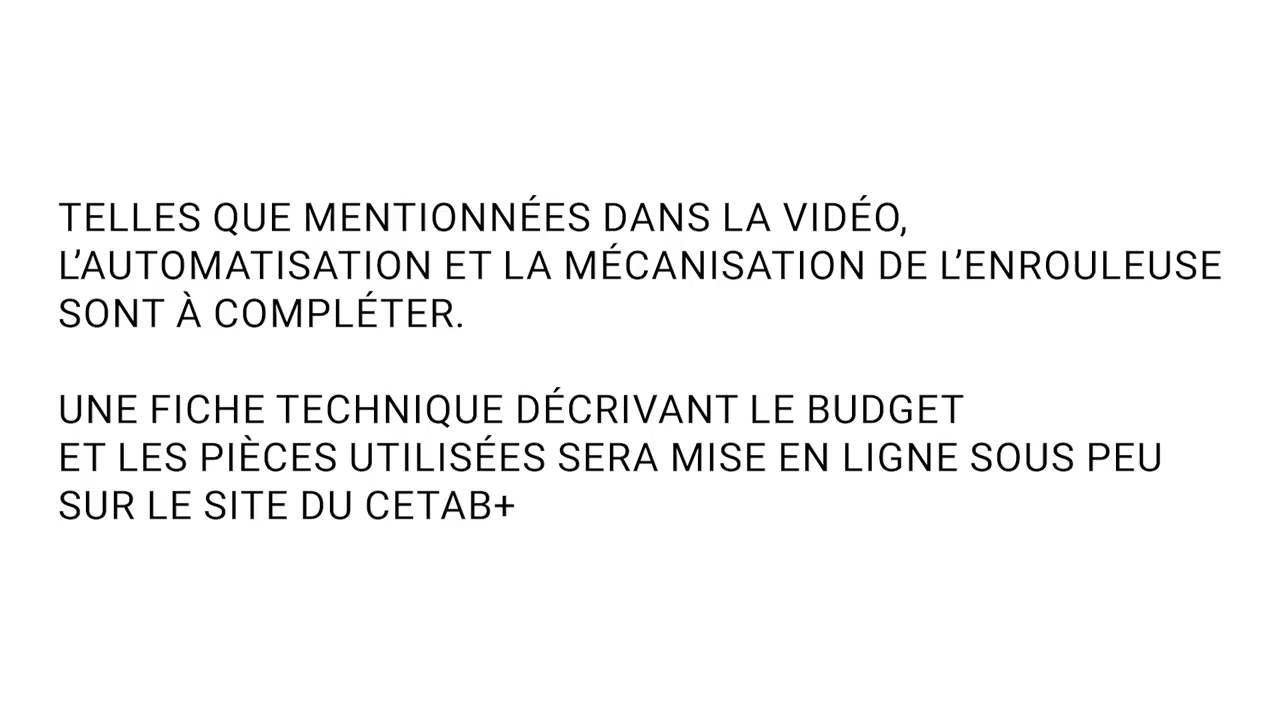 TELLES QUE MENTIONNÉES DANS LA VIDÉO,
L’AUTOMATISATION ET LA MÉCANISATION DE L’ENROULEUSE
SONT À COMPLÉTER.
UNE FICHE TECHNIQUE DÉCRIVANT LE BUDGET
ET LES PIÈCES UTILISÉES SERA MISE EN LIGNE SOUS PEU
SUR LE SITE DU CETAB+